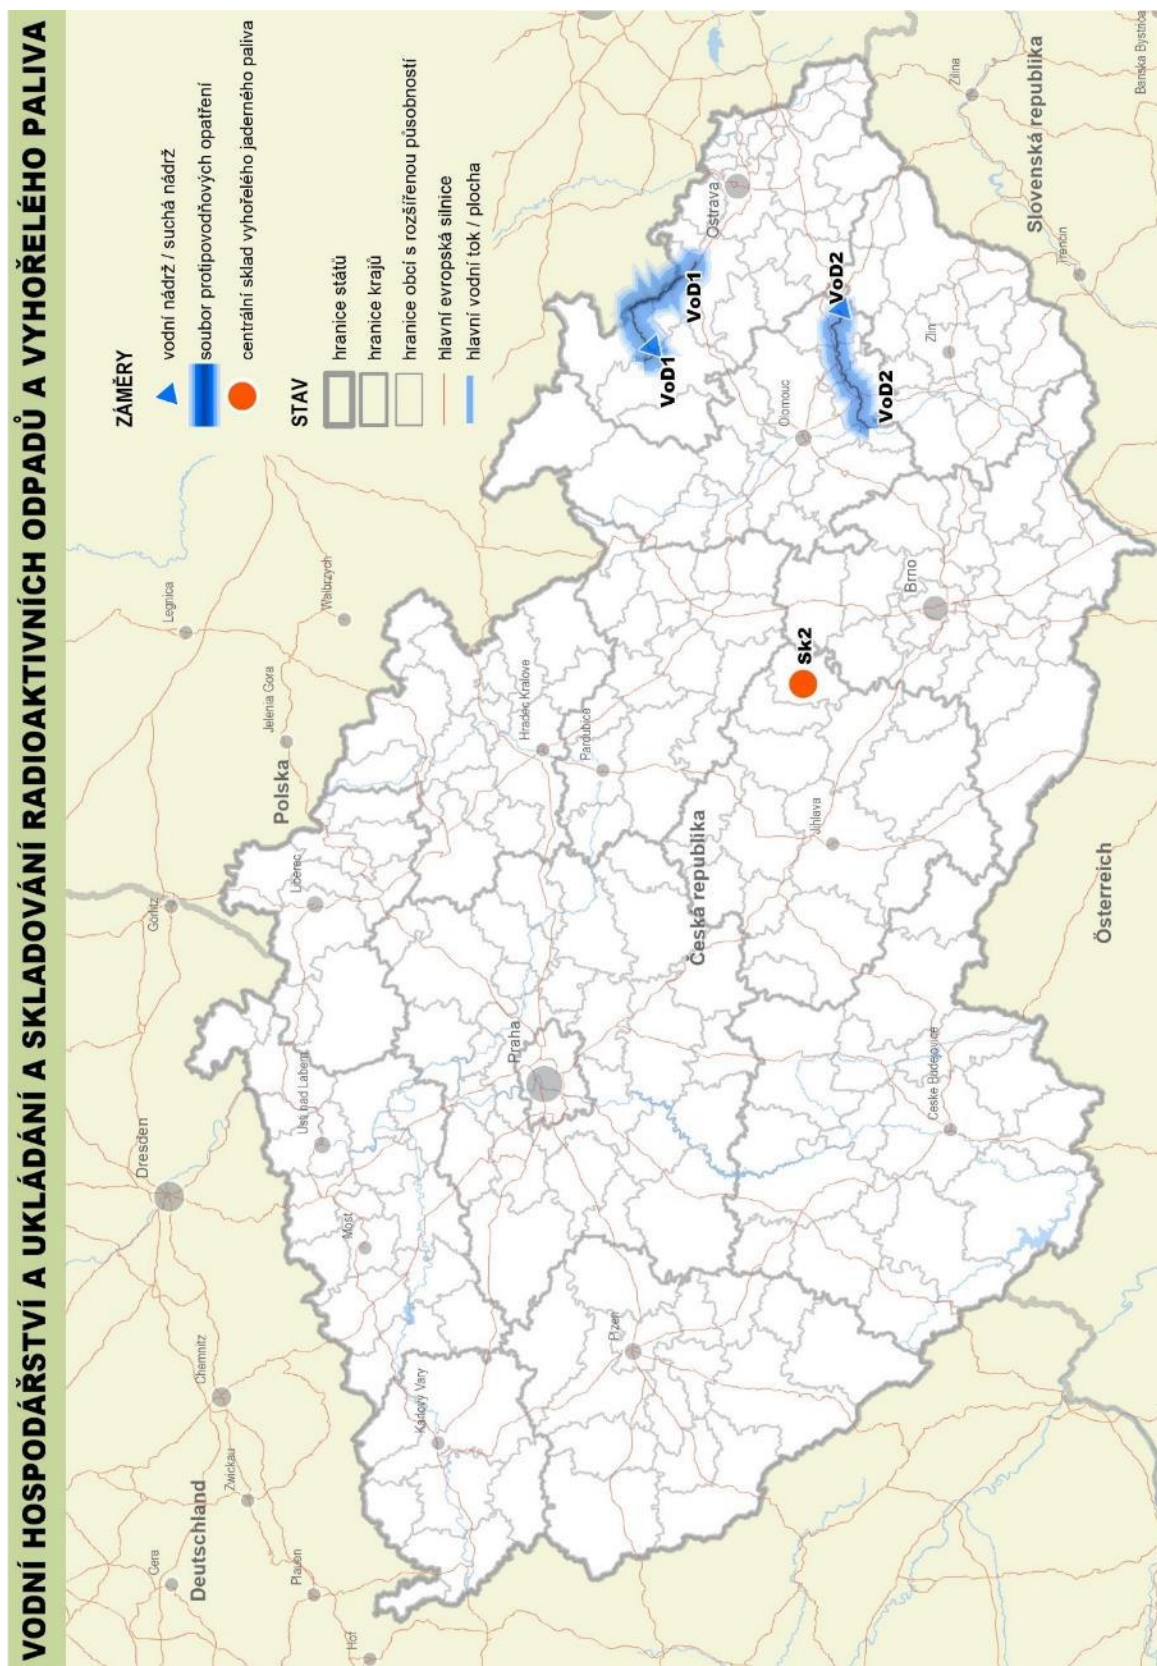 VODNÍ HOSPODÁŘSTVÍ A UKLÁDÁNÍ A SKLADOVÁNÍ RADIOAKTIVNÍCH ODPADŮ A VYHOŘELÉHO PALIVA
ZÁMĚRY
vodní nádrž / suchá nádrž
soubor protipovodňových opatření
centrální sklad vyhořelého jaderného paliva
STAV
hranice států
hranice krajů
hranice obcí s rozšířenou působností
hlavní evropská silnice
hlavní vodní tok / plocha
Gera
Deutschland
Zwickau
Chemnitz
Dresden
Görlitz
Polska
Jelenia Gora
Legnica
Walbrzych
Hof
Plauen
Karlovy Vary
Most
Ústí nad Labem
Liberec
Praha
Hradec Kralove
Pardubice
Plzeň
Česká republika
Jihlava
Sk2
Olomouc
Ostrava
VoD1
VoD1
VoD2
VoD2
České Budějovice
Brno
Zlín
Österreich
Slovenská republika
Žilina
Trenčín
Banska Bystrica